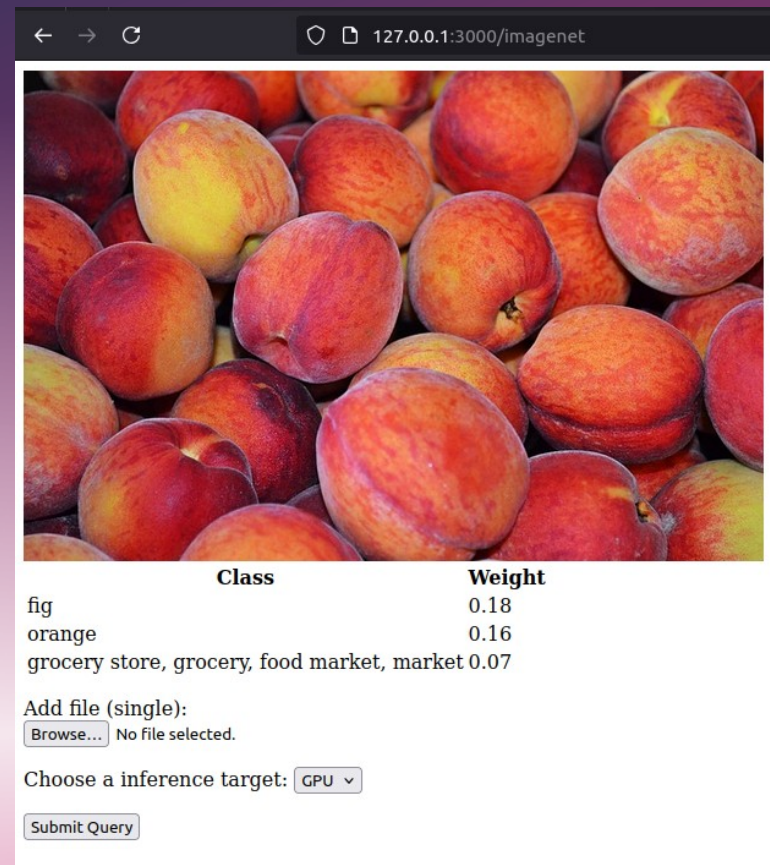 127.0.0.1:3000/imagenet
Class Weight
fig 0.18
orange 0.16
grocery store, grocery, food market, market 0.07
Add file (single):
Browse... No file selected.
Choose a inference target: GPU
Submit Query